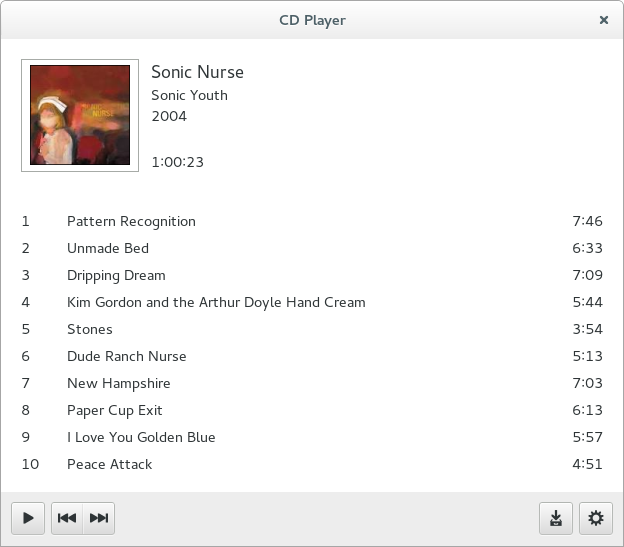 CD Player
Sonic Nurse
Sonic Youth
2004
1:00:23
1 Pattern Recognition 7:46
2 Unmade Bed 6:33
3 Dripping Dream 7:09
4 Kim Gordon and the Arthur Doyle Hand Cream 5:44
5 Stones 3:54
6 Dude Ranch Nurse 5:13
7 New Hampshire 7:03
8 Paper Cup Exit 6:13
9 I Love You Golden Blue 5:57
10 Peace Attack 4:51